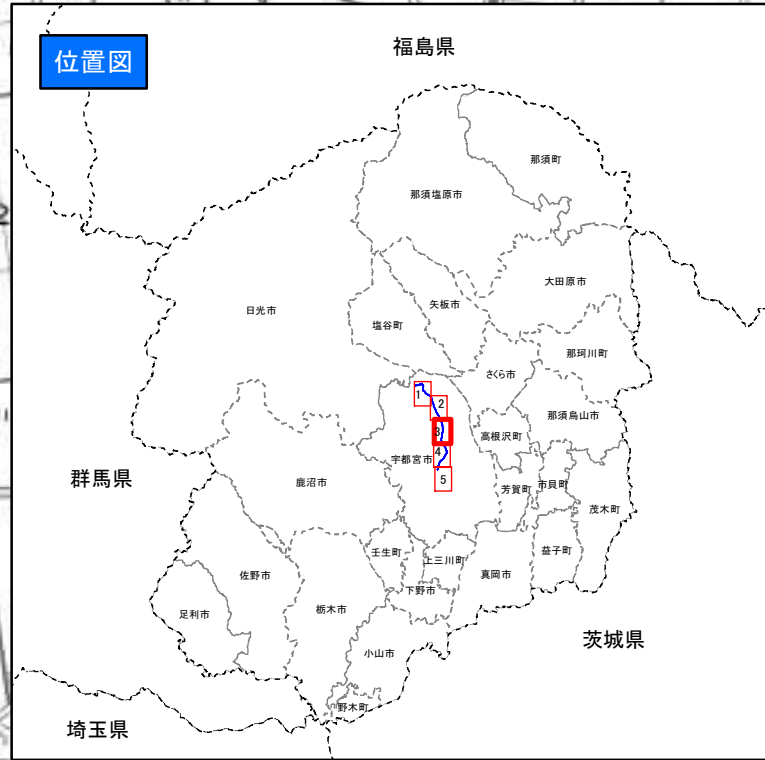 位置図
福島県
那須町
那須塩原市
大田原市
日光市
矢板市
塩谷町
那珂川町
さくら市
1
2
那須烏山市
3
高根沢町
4
宇都宮市
群馬県
鹿沼市
5
芳賀町
市貝町
茂木町
壬生町
上三川町
益子町
真岡市
佐野市
下野市
足利市
栃木市
小山市
茨城県
野木町
埼玉県